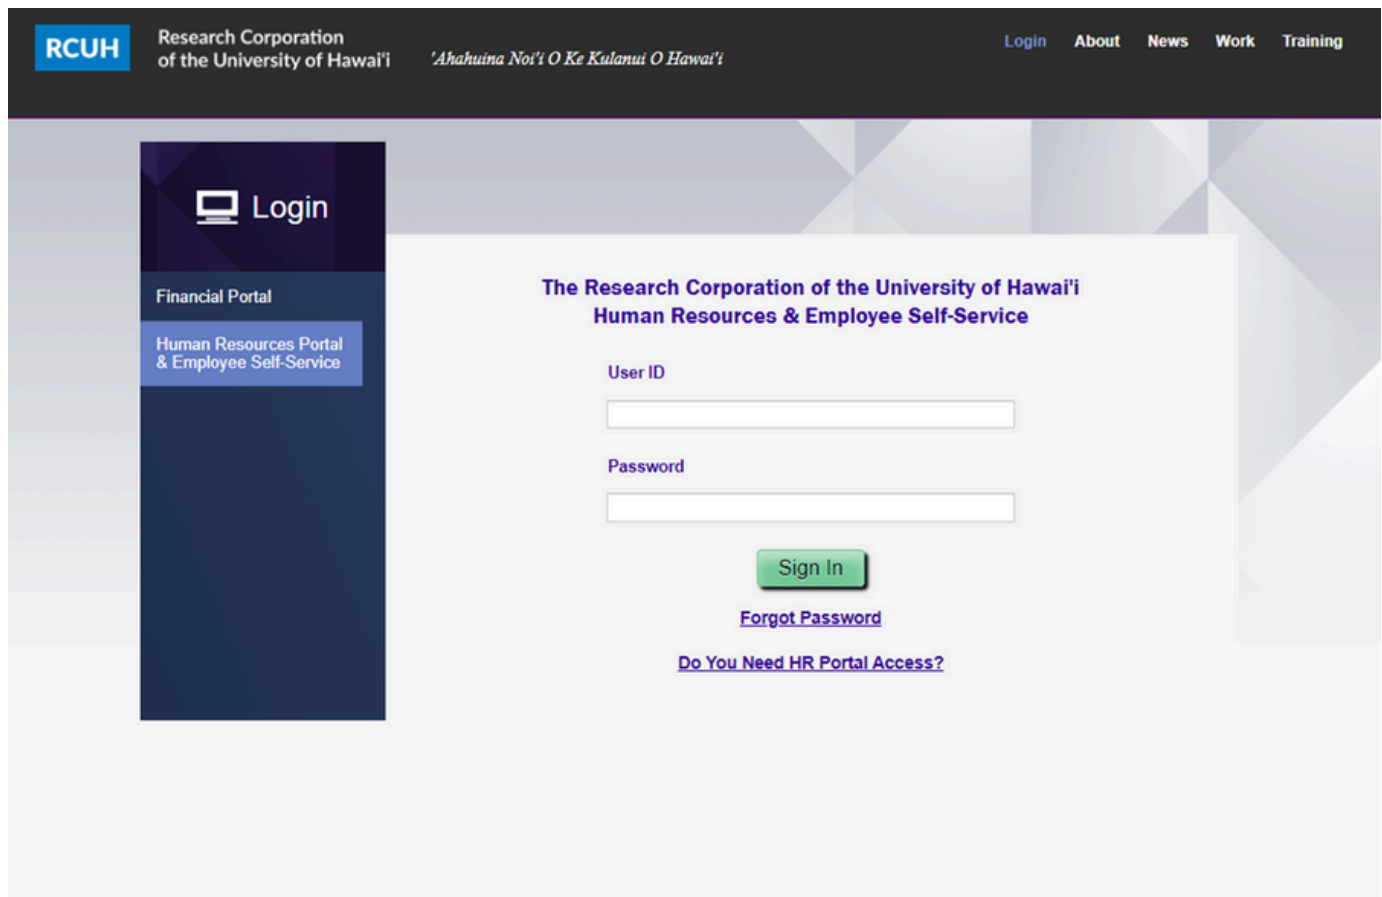 RCUH
Research Corporation
of the University of Hawai'i
'Ahahuina Noi'i O Ke Kulanui O Hawai'i
Login About News Work Training
Login
Financial Portal
Human Resources Portal
& Employee Self-Service
The Research Corporation of the University of Hawai'i
Human Resources & Employee Self-Service
User ID
Password
Sign In
Forgot Password
Do You Need HR Portal Access?